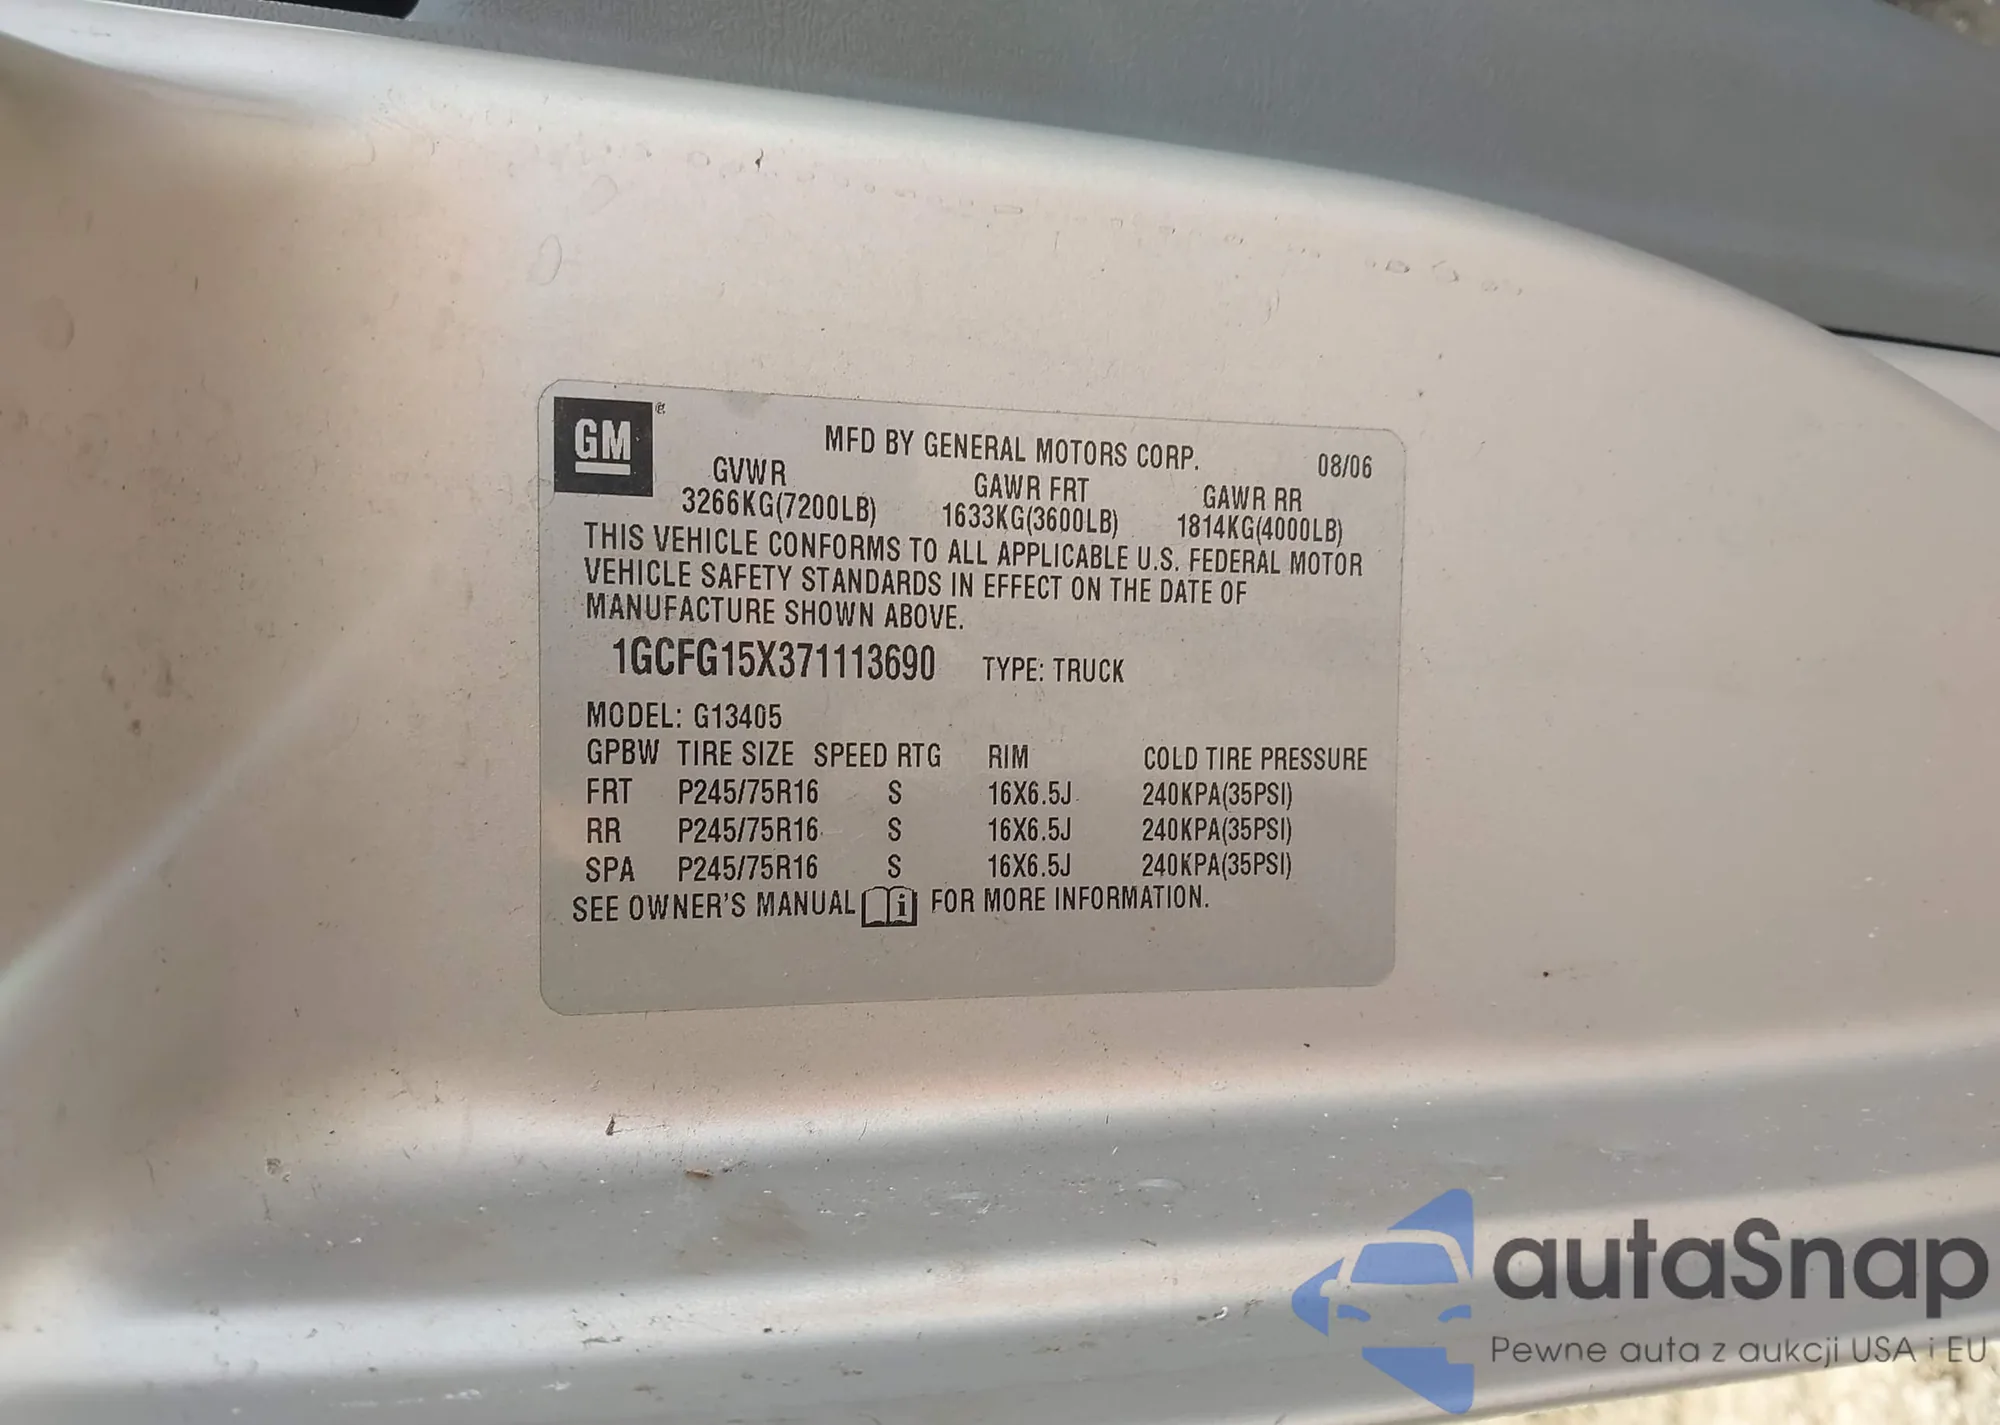 GM
MFD BY GENERAL MOTORS CORP. 08/06
GVWR GAWR FRT GAWR RR
3266KG(7200LB) 1633KG(3600LB) 1814KG(4000LB)
THIS VEHICLE CONFORMS TO ALL APPLICABLE U.S. FEDERAL MOTOR
VEHICLE SAFETY STANDARDS IN EFFECT ON THE DATE OF
MANUFACTURE SHOWN ABOVE.
1GCFG15X371113690 TYPE: TRUCK
MODEL: G13405
GPBW TIRE SIZE SPEED RTG RIM COLD TIRE PRESSURE
FRT P245/75R16 S 16X6.5J 240KPA(35PSI)
RR P245/75R16 S 16X6.5J 240KPA(35PSI)
SPA P245/75R16 S 16X6.5J 240KPA(35PSI)
SEE OWNER'S MANUAL i FOR MORE INFORMATION.
autaSnap
Pewne auta z aukcji USA i EU